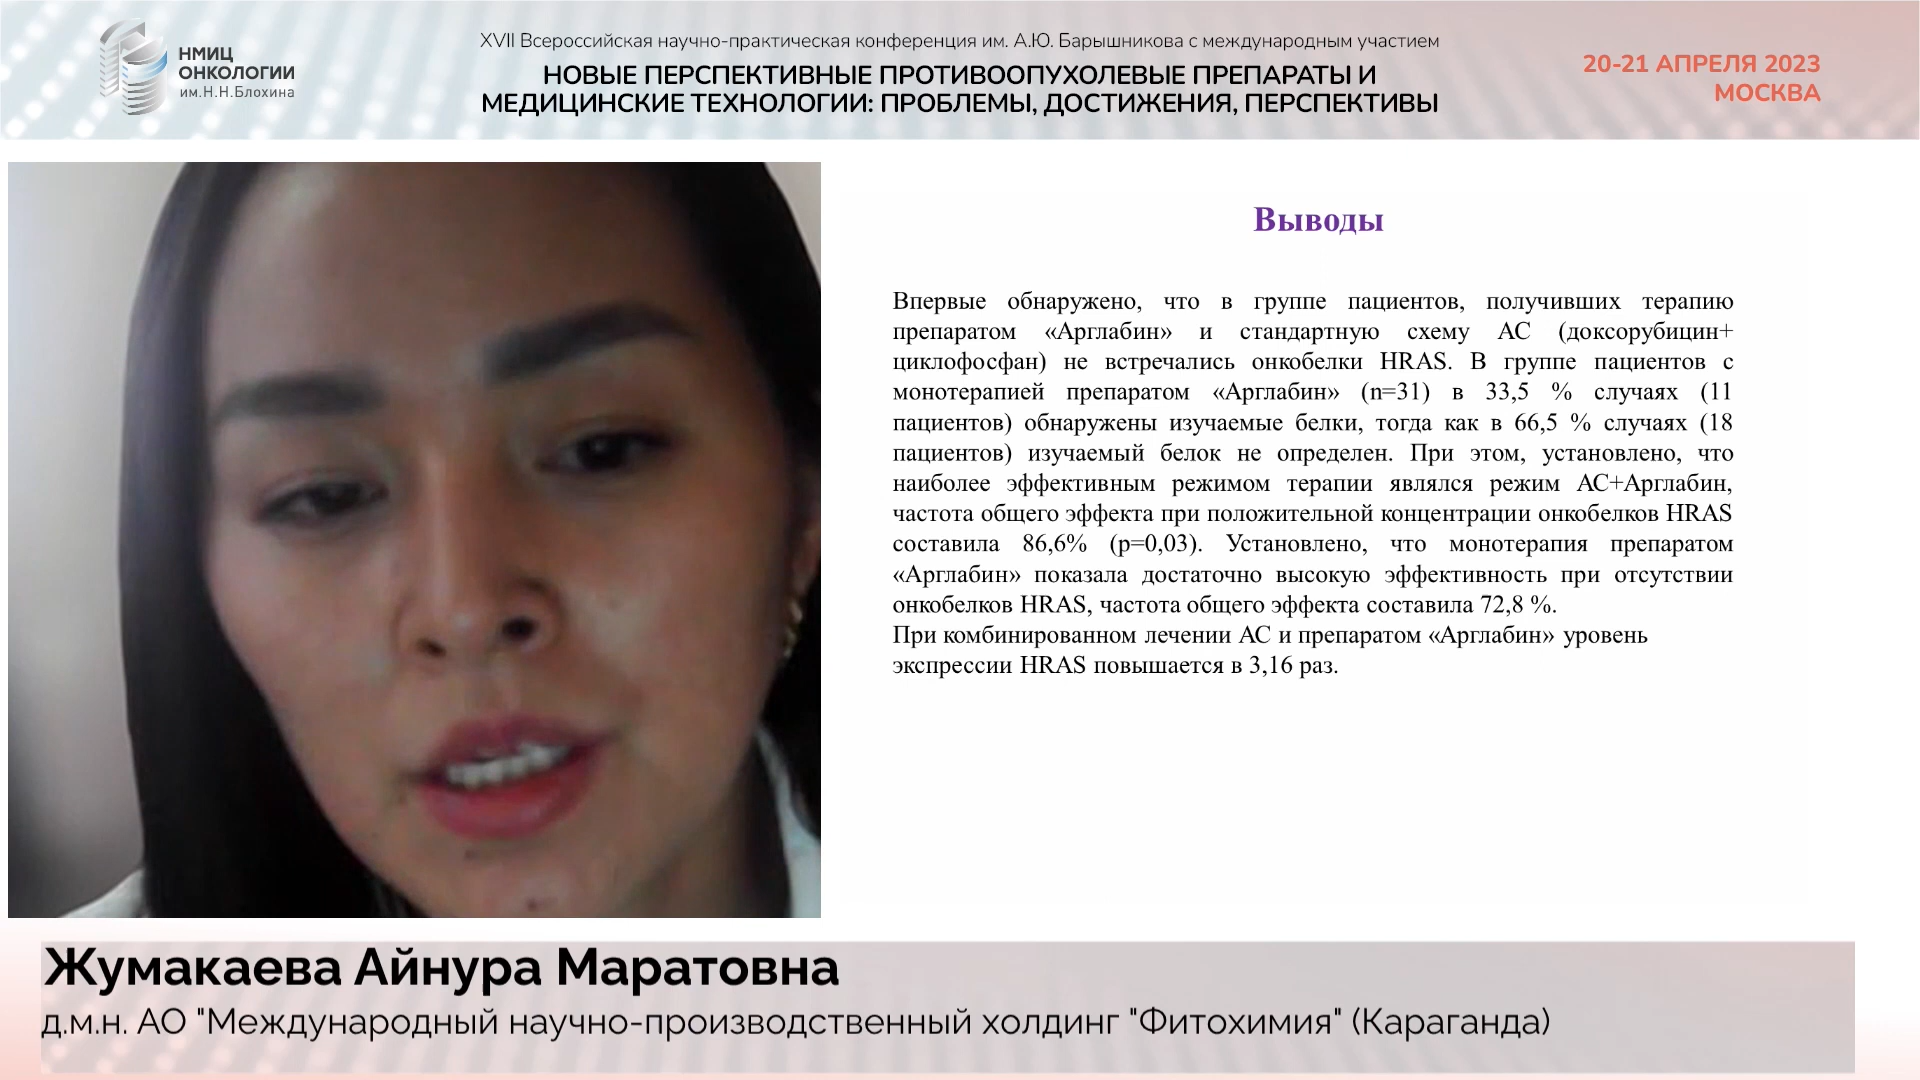 НМИЦ
ОНКОЛОГИИ
им.Н.Н.Блохина
XVII Всероссийская научно-практическая конференция им. А.Ю. Барышникова с международным участием
НОВЫЕ ПЕРСПЕКТИВНЫЕ ПРОТИВООПУХОЛЕВЫЕ ПРЕПАРАТЫ И
МЕДИЦИНСКИЕ ТЕХНОЛОГИИ: ПРОБЛЕМЫ, ДОСТИЖЕНИЯ, ПЕРСПЕКТИВЫ
20-21 АПРЕЛЯ 2023
МОСКВА
Выводы
Впервые обнаружено, что в группе пациентов, получивших терапию
препаратом «Арглабин» и стандартную схему АС (доксорубицин+
циклофосфан) не встречались онкобелки HRAS. В группе пациентов с
монотерапией препаратом «Арглабин» (n=31) в 33,5 % случаях (11
пациентов) обнаружены изучаемые белки, тогда как в 66,5 % случаях (18
пациентов) изучаемый белок не определен. При этом, установлено, что
наиболее эффективным режимом терапии являлся режим АС+Арглабин,
частота общего эффекта при положительной концентрации онкобелков HRAS
составила 86,6% (р=0,03). Установлено, что монотерапия препаратом
«Арглабин» показала достаточно высокую эффективность при отсутствии
онкобелков HRAS, частота общего эффекта составила 72,8 %.
При комбинированном лечении АС и препаратом «Арглабин» уровень
экспрессии HRAS повышается в 3,16 раз.
Жумакаева Айнура Маратовна
д.м.н. АО "Международный научно-производственный холдинг "Фитохимия" (Караганда)